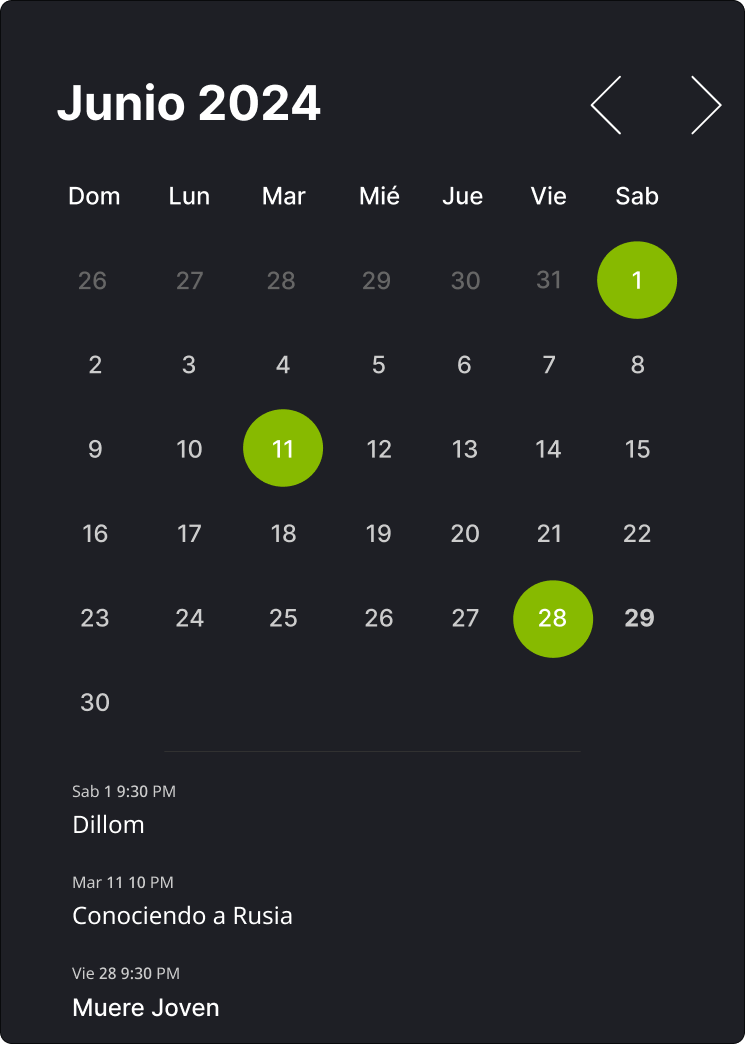 Junio 2024
Dom Lun Mar Mié Jue Vie Sab
26 27 28 29 30 31 1
2 3 4 5 6 7 8
9 10 11 12 13 14 15
16 17 18 19 20 21 22
23 24 25 26 27 28 29
30
Sab 1 9:30 PM
Dillom
Mar 11 10 PM
Conociendo a Rusia
Vie 28 9:30 PM
Muere Joven